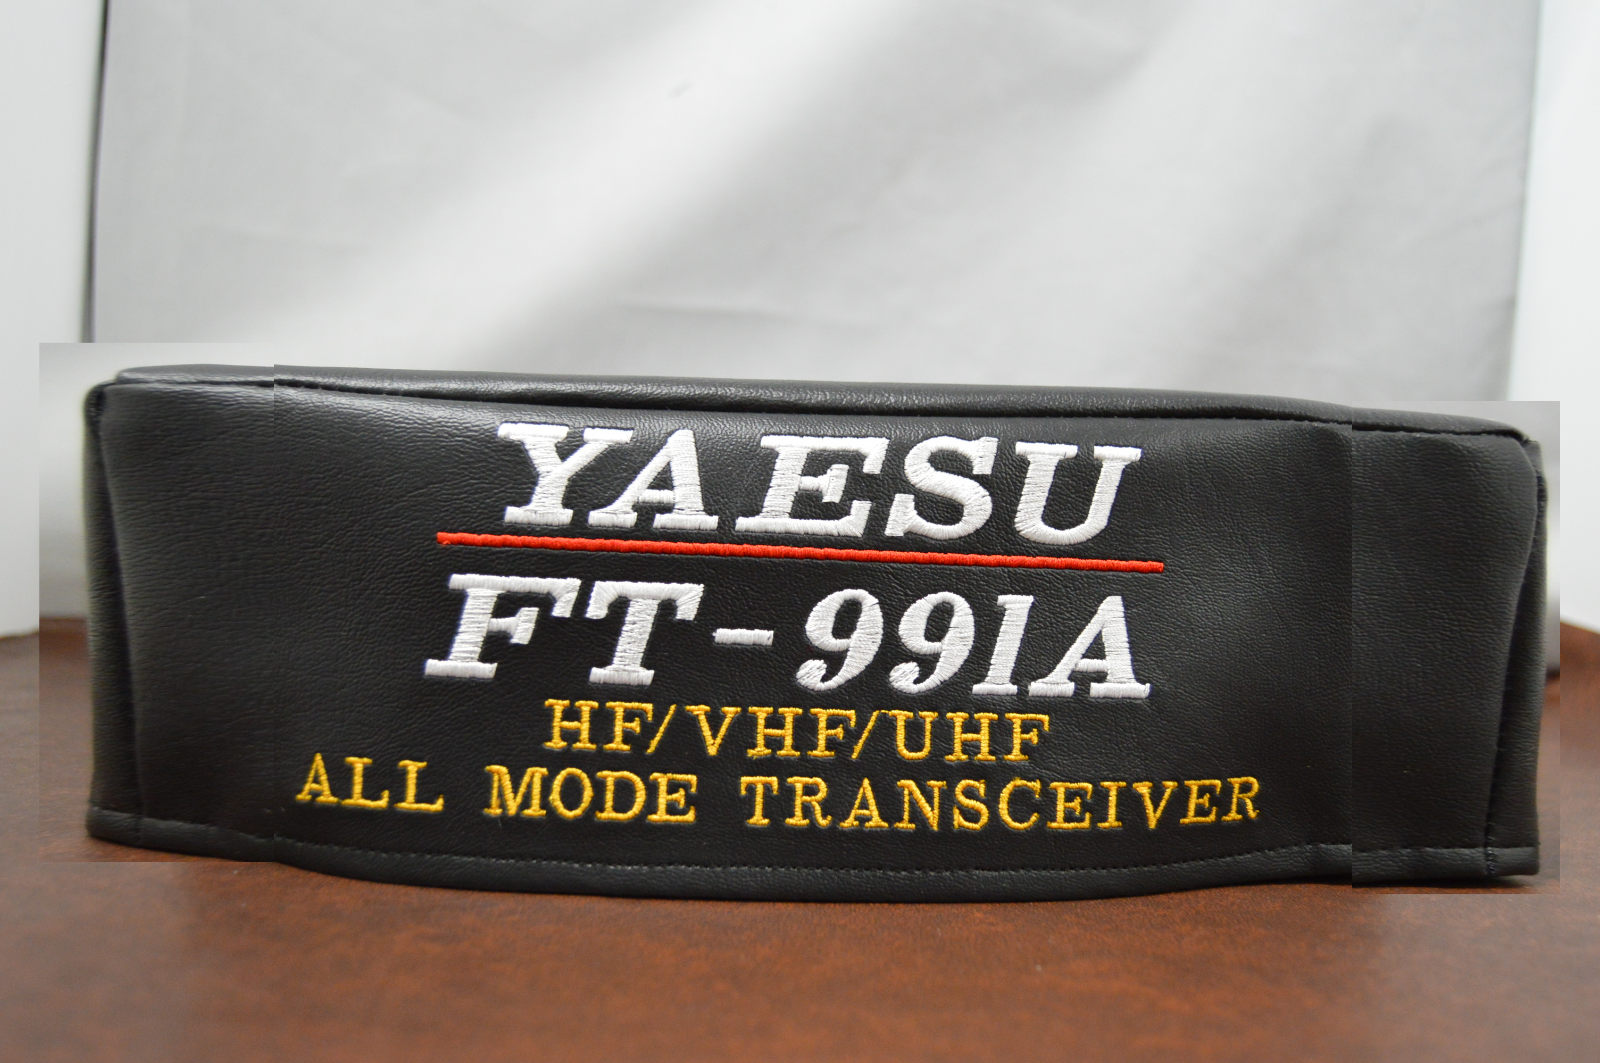 YAESU
FT-991A
HF/VHF/UHF
ALL MODE TRANSCEIVER